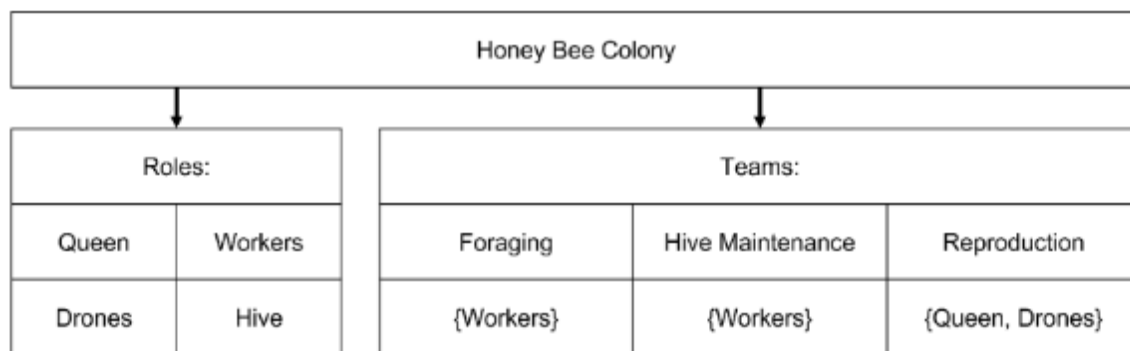 Honey Bee Colony
Roles:
Teams:
Queen
Workers
Foraging
Hive Maintenance
Reproduction
Drones
Hive
{Workers}
{Workers}
{Queen, Drones}